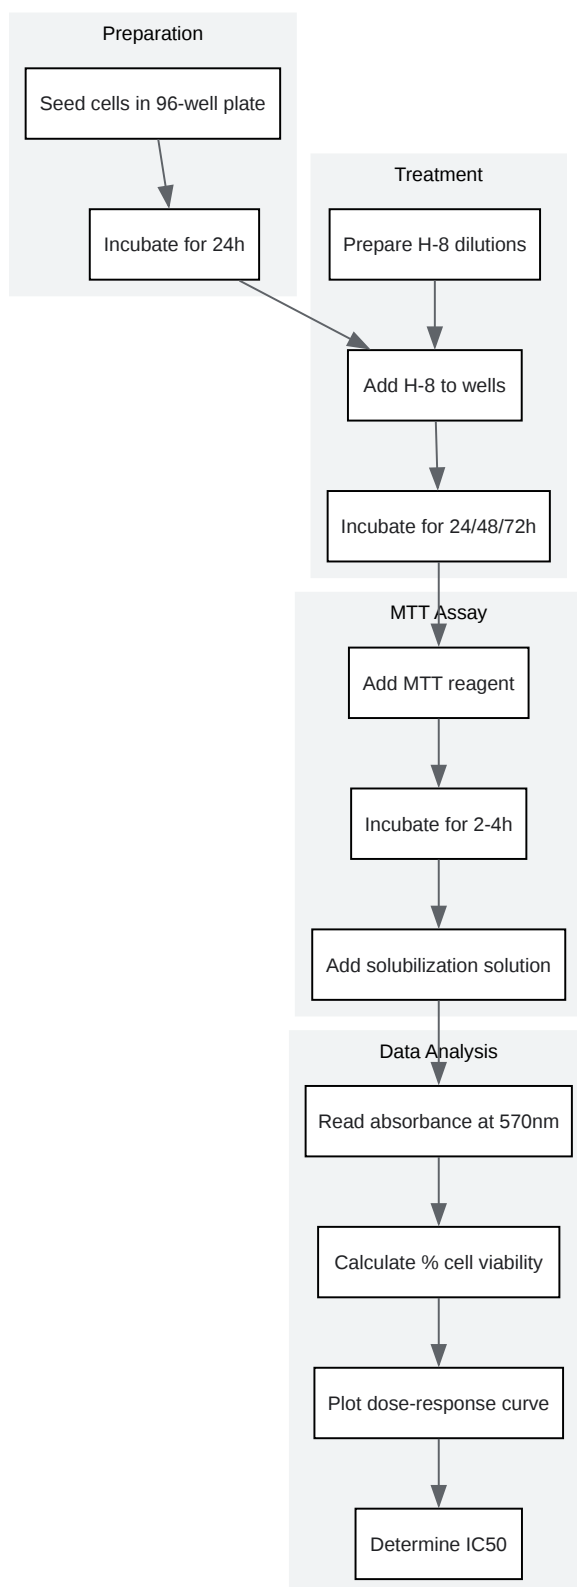 Preparation
Seed cells in 96-well plate
Incubate for 24h
Treatment
Prepare H-8 dilutions
Add H-8 to wells
Incubate for 24/48/72h
MTT Assay
Add MTT reagent
Incubate for 2-4h
Add solubilization solution
Data Analysis
Read absorbance at 570nm
Calculate % cell viability
Plot dose-response curve
Determine IC50